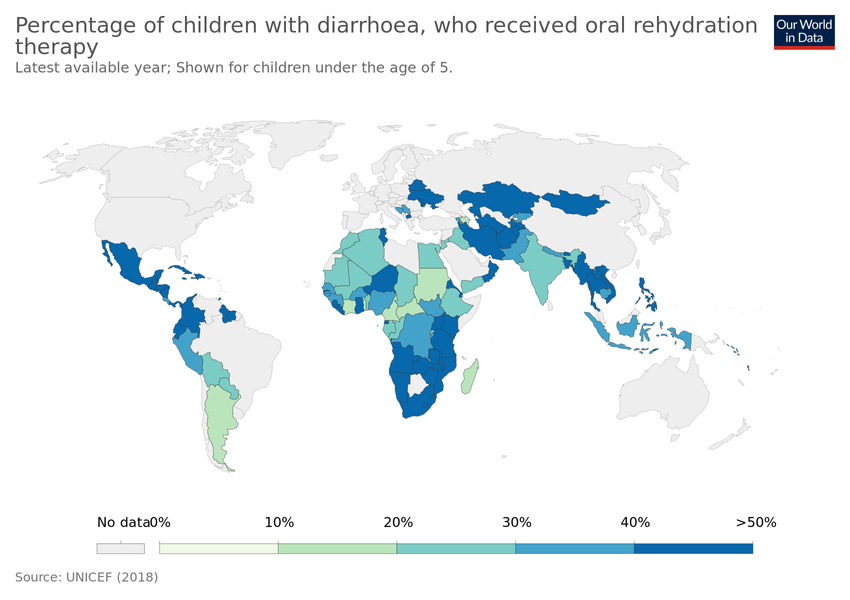 Percentage of children with diarrhoea, who received oral rehydration
therapy
Our World
in Data
Latest available year; Shown for children under the age of 5.
No data 0% 10% 20% 30% 40% >50%
Source: UNICEF (2018)